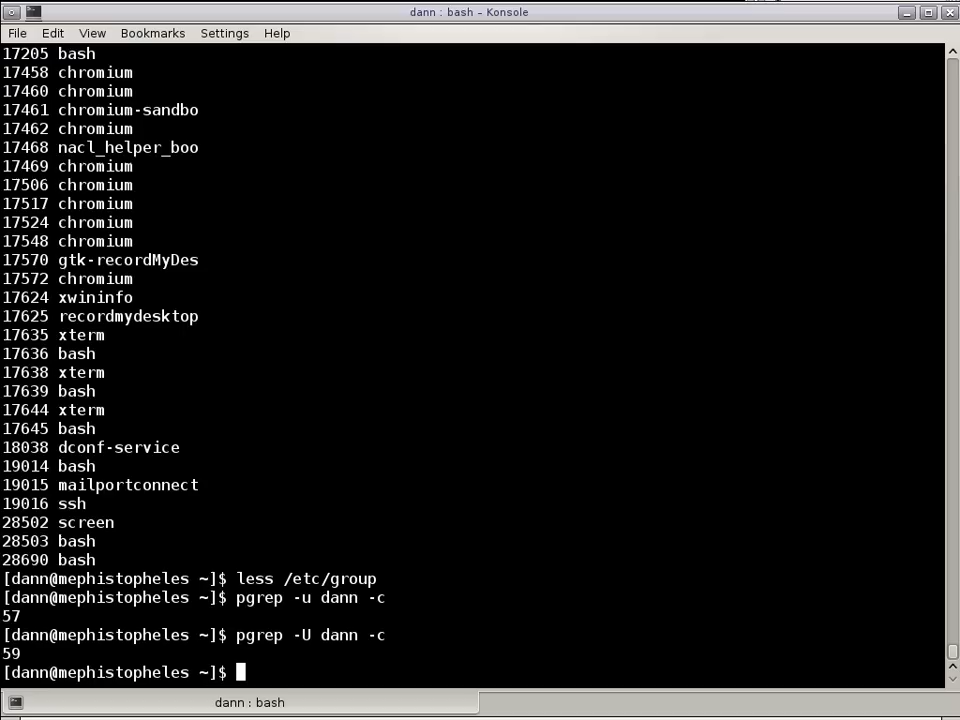 dann : bash – Konsole
File Edit View Bookmarks Settings Help
17205 bash
17458 chromium
17460 chromium
17461 chromium-sandbo
17462 chromium
17468 nacl_helper_boo
17469 chromium
17506 chromium
17517 chromium
17524 chromium
17548 chromium
17570 gtk-recordMyDes
17572 chromium
17624 xwininfo
17625 recordmydesktop
17635 xterm
17636 bash
17638 xterm
17639 bash
17644 xterm
17645 bash
18038 dconf-service
19014 bash
19015 mailportconnect
19016 ssh
28502 screen
28503 bash
28690 bash
[dann@mephistopheles ~]$ less /etc/group
[dann@mephistopheles ~]$ pgrep -u dann -c
57
[dann@mephistopheles ~]$ pgrep -U dann -c
59
[dann@mephistopheles ~]$
dann : bash